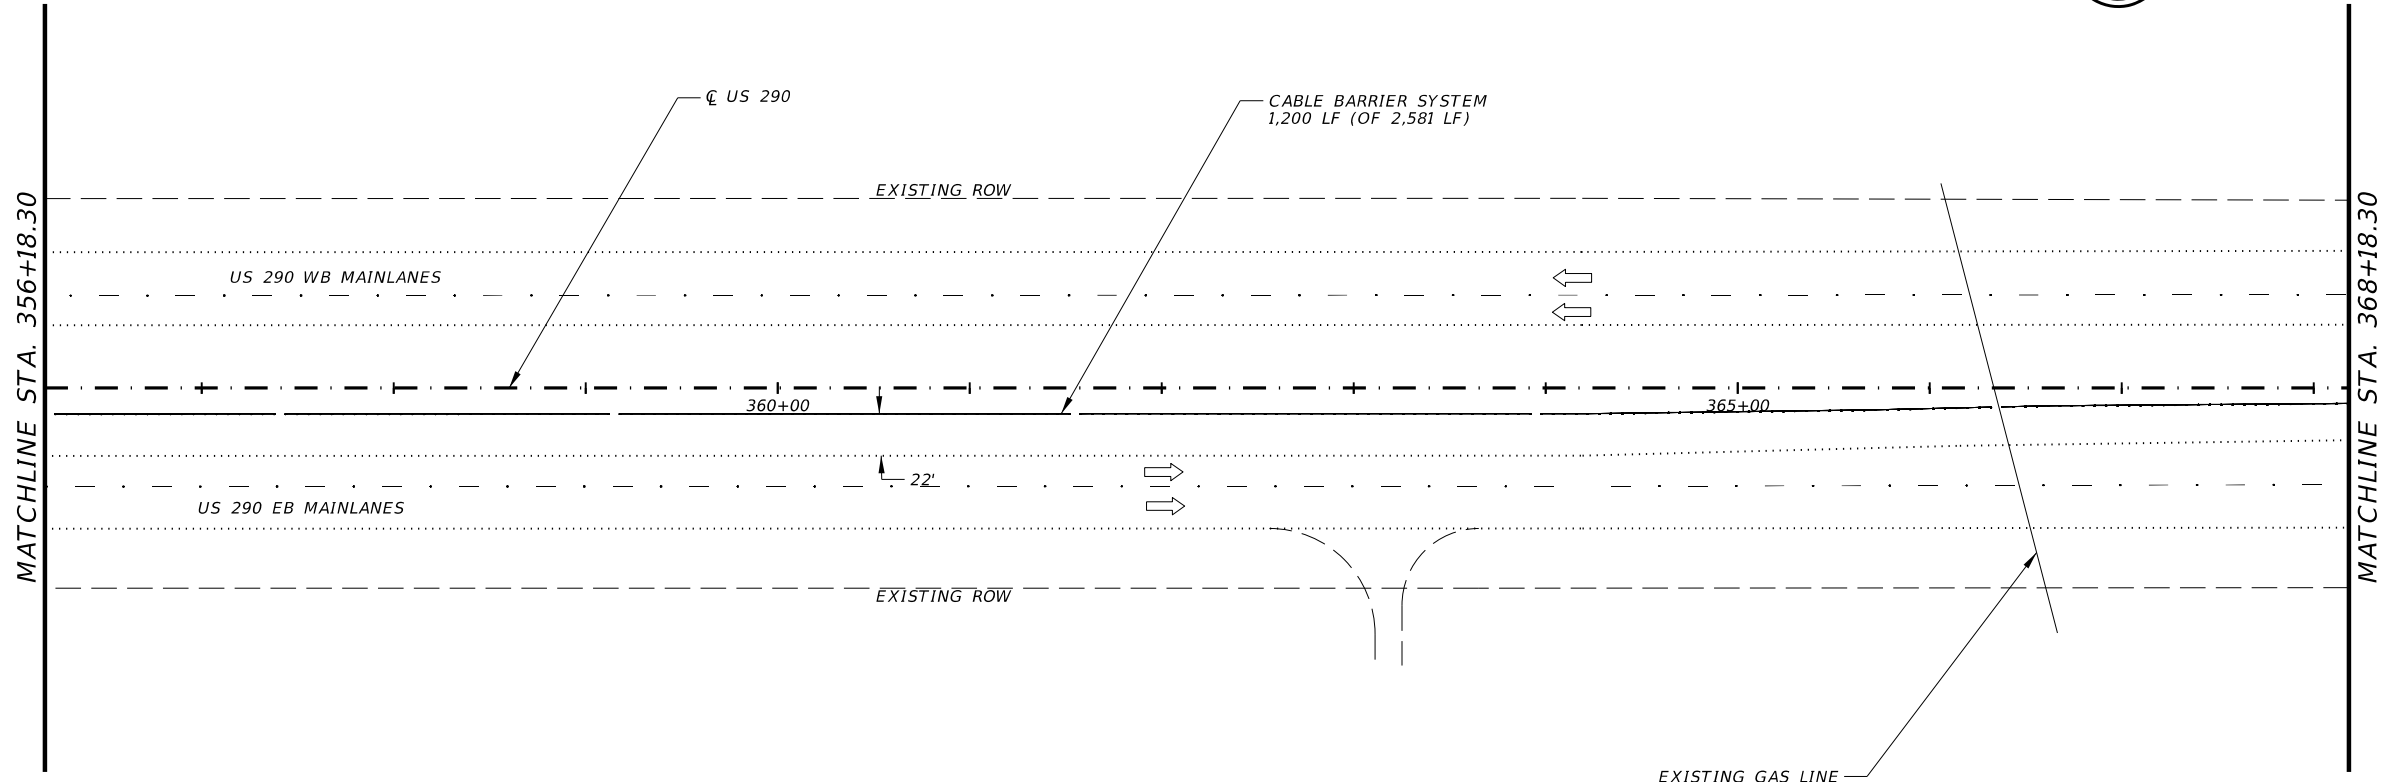 ℄ US 290
CABLE BARRIER SYSTEM
1,200 LF (OF 2,581 LF)
EXISTING ROW
MATCHLINE STA. 356+18.30
MATCHLINE STA. 368+18.30
US 290 WB MAINLANES
360+00
365+00
22'
US 290 EB MAINLANES
EXISTING ROW
EXISTING GAS LINE